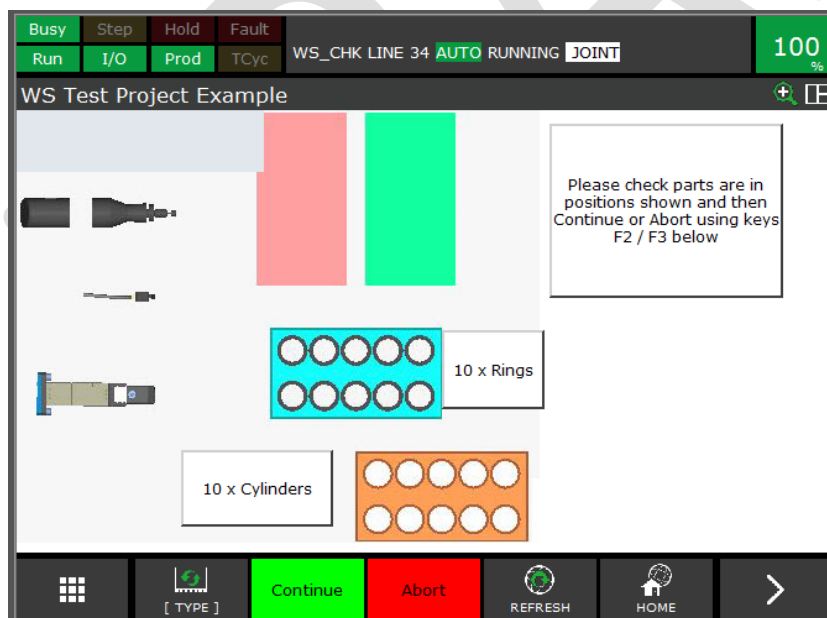 Busy Step Hold Fault
Run I/O Prod TCyc
WS_CHK LINE 34 AUTO RUNNING JOINT
100
%
WS Test Project Example
Please check parts are in
positions shown and then
Continue or Abort using keys
F2 / F3 below
10 x Rings
10 x Cylinders
[ TYPE ]
Continue
Abort
REFRESH
HOME